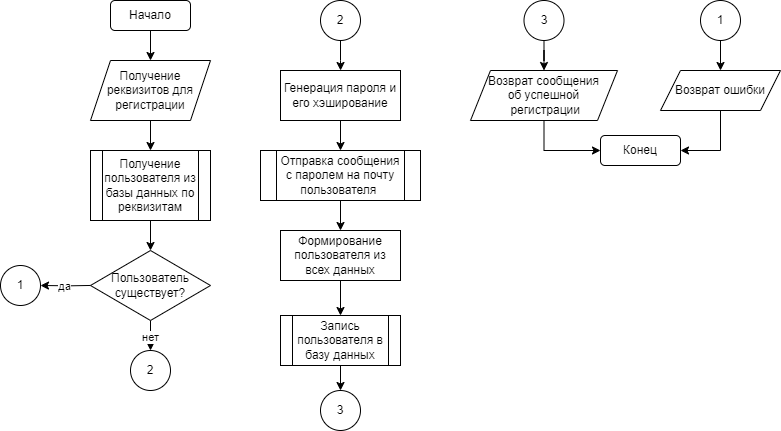 Начало
Получение
реквизитов для
регистрации
Получение
пользователя из
базы данных по
реквизитам
Пользователь
существует?
да
1
нет
2
2
Генерация пароля и
его хэширование
Отправка сообщения
с паролем на почту
пользователя
Формирование
пользователя из
всех данных
Запись
пользователя в
базу данных
3
3
Возврат сообщения
об успешной
регистрации
1
Возврат ошибки
Конец